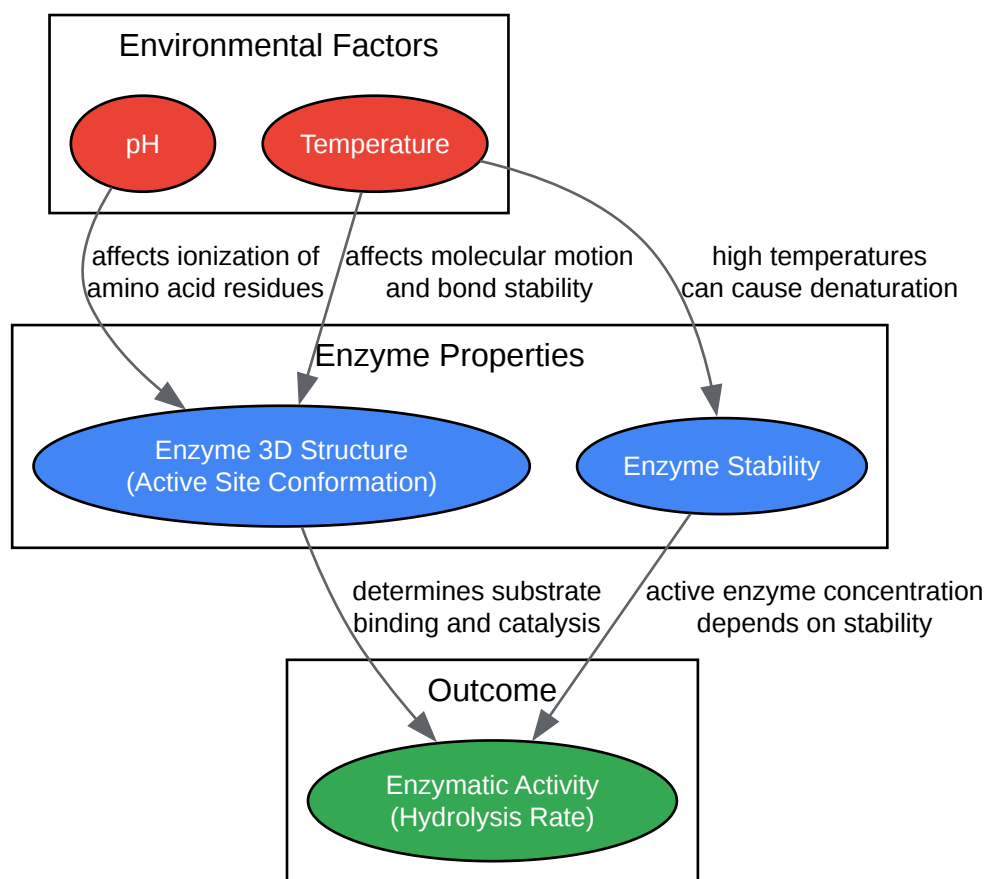 Environmental Factors
pH
Temperature
affects ionization of
amino acid residues
affects molecular motion
and bond stability
high temperatures
can cause denaturation
Enzyme Properties
Enzyme 3D Structure
(Active Site Conformation)
Enzyme Stability
determines substrate
binding and catalysis
active enzyme concentration
depends on stability
Outcome
Enzymatic Activity
(Hydrolysis Rate)